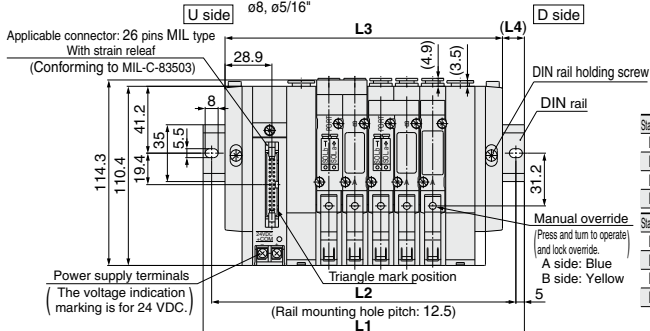 U side
ø8, ø5/16"
L3
(L4)
D side
Applicable connector: 26 pins MIL type
With strain releaf
(Conforming to MIL-C-83503)
28.9
(4.9)
(3.5)
DIN rail holding screw
DIN rail
8
5.5
35
41.2
19.4
110.4
114.3
31.2
Sta
Sta
A
A
24VDC
+COM
Manual override
(Press and turn to operate
and lock override.)
A side: Blue
B side: Yellow
Power supply terminals
(The voltage indication
marking is for 24 VDC.)
Triangle mark position
L2
5
(Rail mounting hole pitch: 12.5)
L1